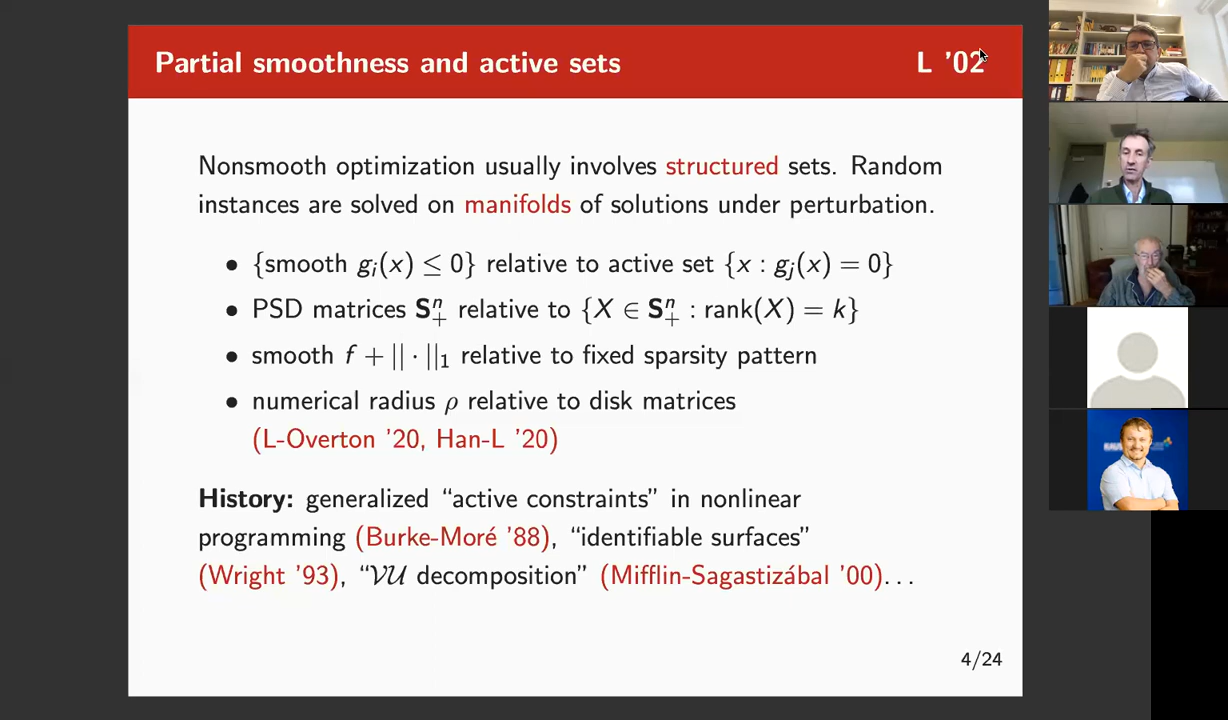 Partial smoothness and active sets L ’02
Nonsmooth optimization usually involves structured sets. Random
instances are solved on manifolds of solutions under perturbation.
• {smooth gᵢ(x) ≤ 0} relative to active set {x : gⱼ(x) = 0}
• PSD matrices Sⁿ₊ relative to {X ∈ Sⁿ₊ : rank(X) = k}
• smooth f + || · ||₁ relative to fixed sparsity pattern
• numerical radius ρ relative to disk matrices
(L-Overton ’20, Han-L ’20)
History: generalized “active constraints” in nonlinear
programming (Burke-Moré ’88), “identifiable surfaces”
(Wright ’93), “𝒱𝒰 decomposition” (Mifflin-Sagastizábal ’00)...
4/24